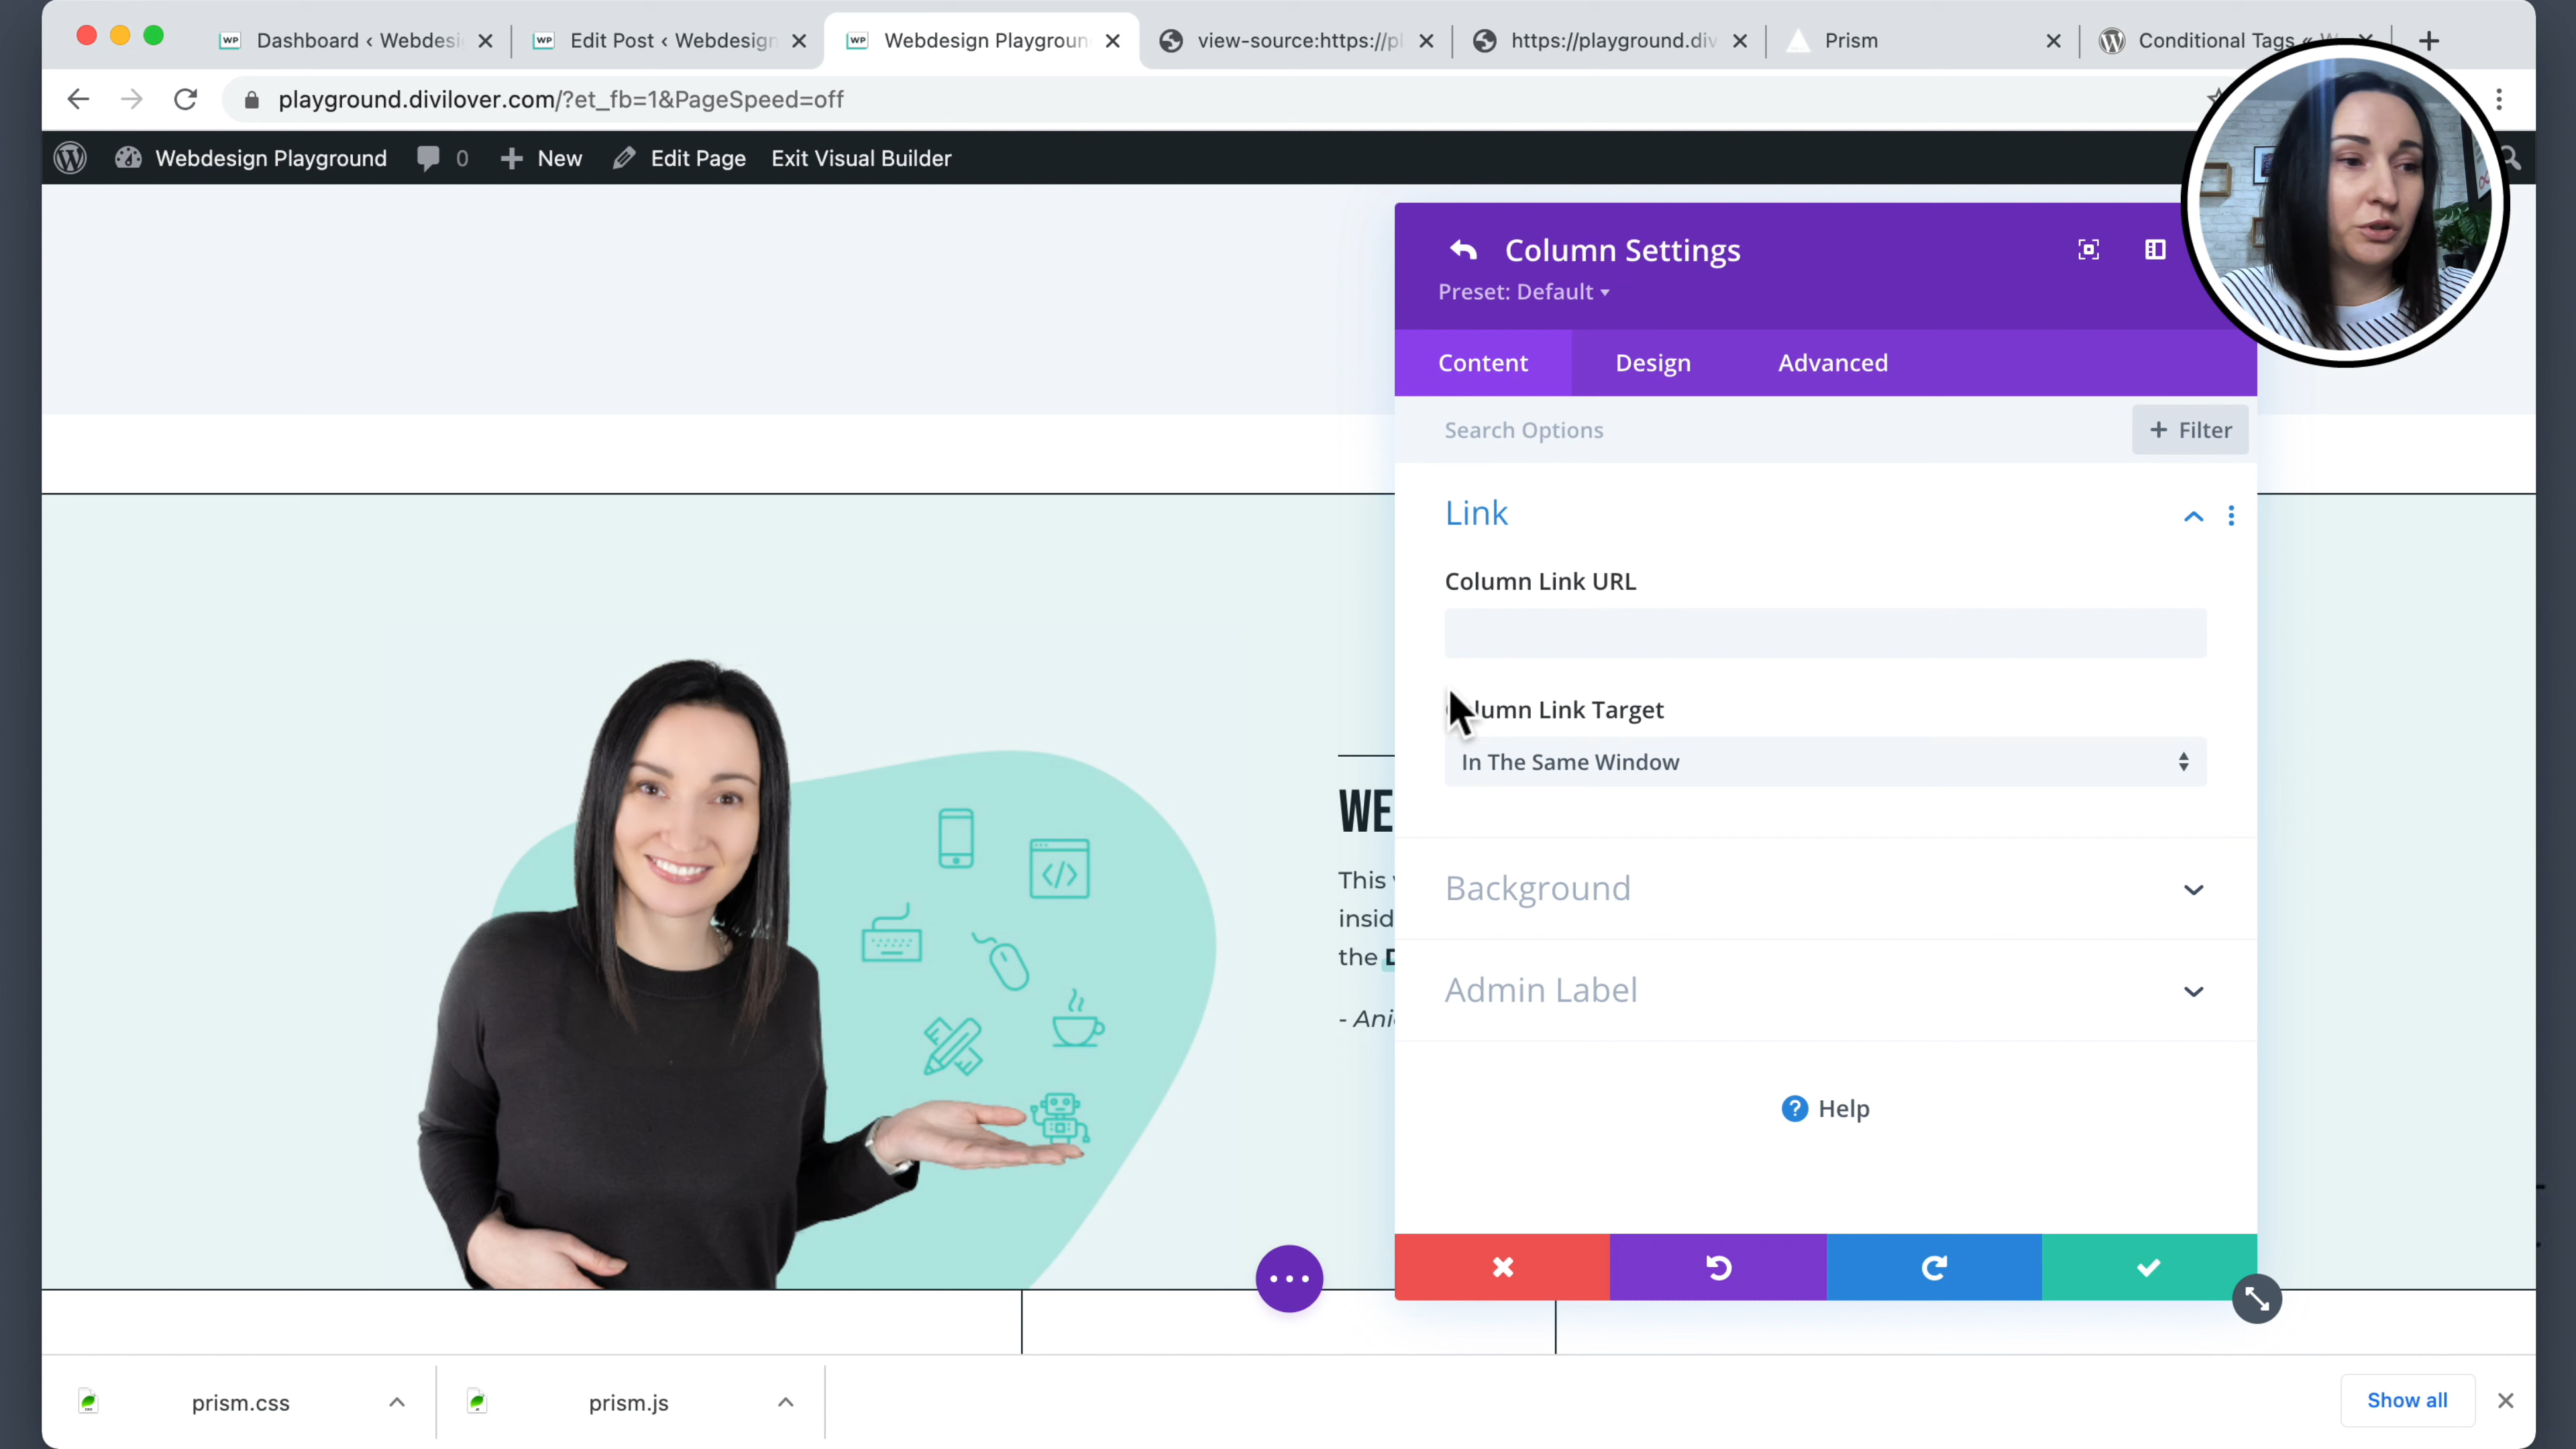 WP Dashboard ‹ Webdesi
WP Edit Post ‹ Webdesign
WP Webdesign Playgroun
view-source:https://pl
https://playground.div
Prism
Conditional Tags «
playground.divilover.com/?et_fb=1&PageSpeed=off
Webdesign Playground 0 New Edit Page Exit Visual Builder
Column Settings
Preset: Default
Content Design Advanced
Search Options + Filter
Link
Column Link URL
Link Target
In The Same Window
Background
Admin Label
? Help
WE
This
insid
the
- Ani
prism.css
prism.js
Show all